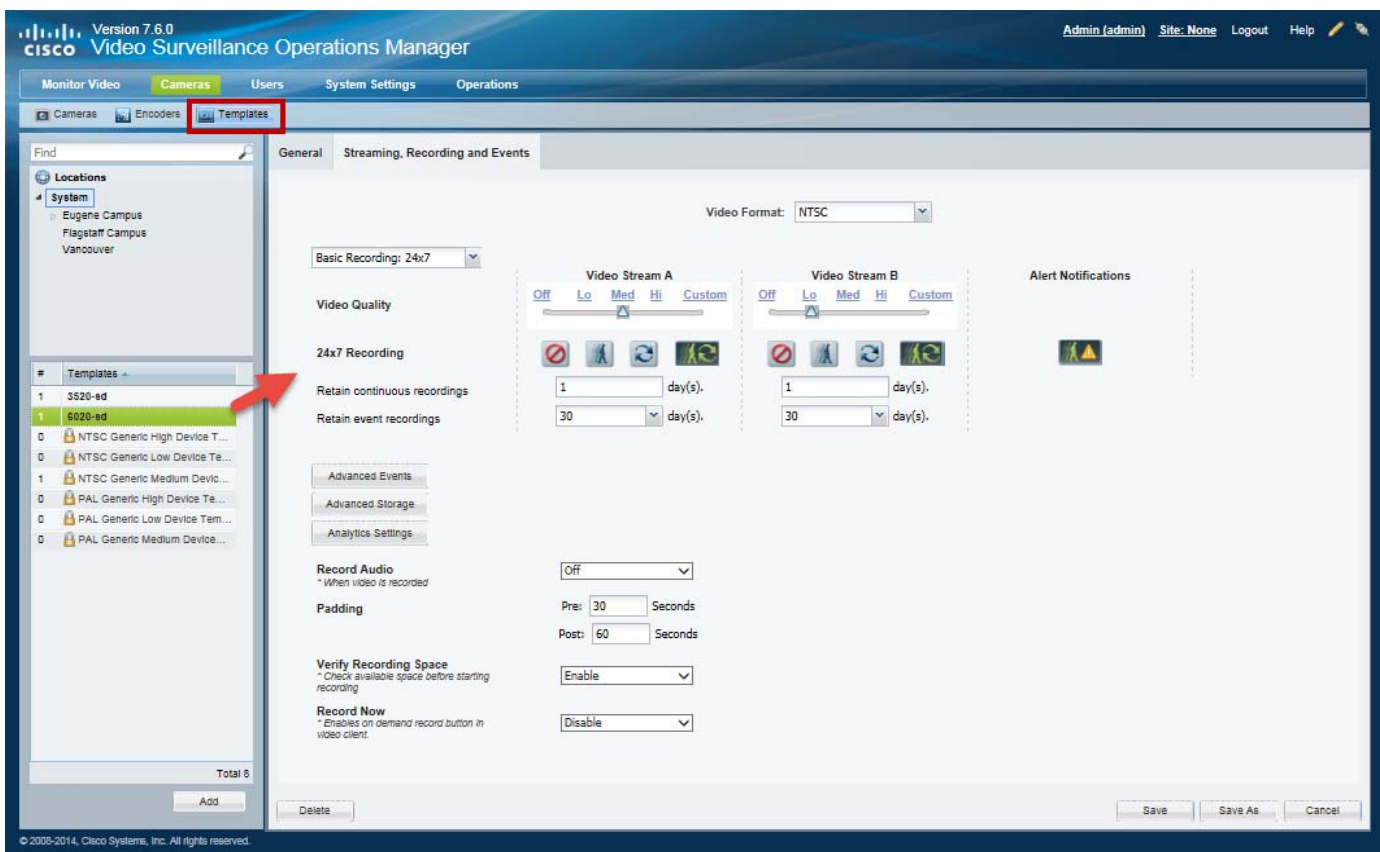 Version 7.6.0
Admin (admin) Site: None Logout Help
CISCO Video Surveillance Operations Manager
Monitor Video Cameras Users System Settings Operations
Cameras Encoders Templates
Find
Locations
System
Eugene Campus
Flagstaff Campus
Vancouver
# Templates
1 3520-sd
1 6020-sd
0 NTSC Generic High Device T...
0 NTSC Generic Low Device Te...
1 NTSC Generic Medium Devic...
0 PAL Generic High Device Te...
0 PAL Generic Low Device Tem...
0 PAL Generic Medium Device...
Total 8
Add
General Streaming, Recording and Events
Video Format: NTSC
Basic Recording: 24x7
Video Stream A Video Stream B Alert Notifications
Video Quality Off Lo Med Hi Custom Off Lo Med Hi Custom
24x7 Recording
Retain continuous recordings 1 day(s). 1 day(s).
Retain event recordings 30 day(s). 30 day(s).
Advanced Events
Advanced Storage
Analytics Settings
Record Audio Off
* When video is recorded
Padding Pre: 30 Seconds
Post: 60 Seconds
Verify Recording Space Enable
* Check available space before starting
recording
Record Now Disable
* Enables on demand record button in
video client.
Delete Save Save As Cancel
© 2008-2014, Cisco Systems, Inc. All rights reserved.